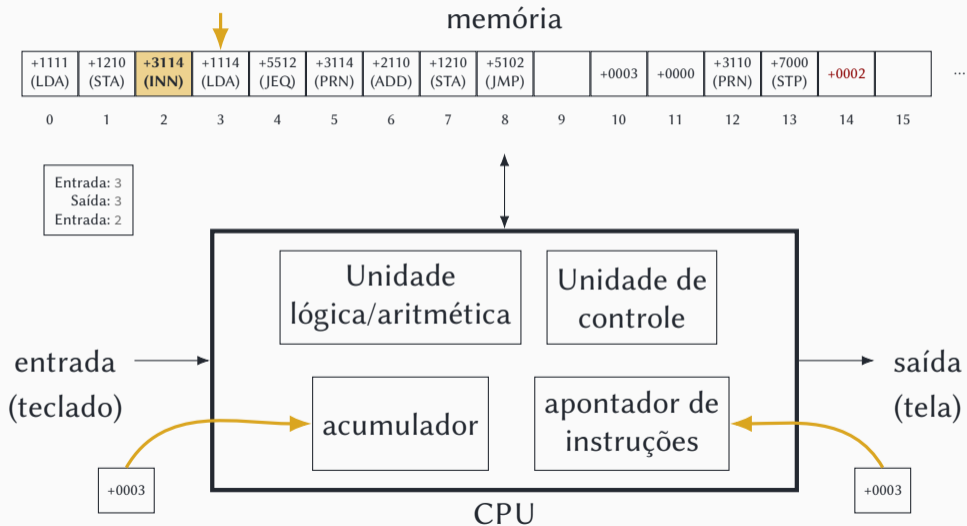 memória
+1111 +1210 +3114 +1114 +5512 +3114 +2110 +1210 +5102 +0003 +0000 +3110 +7000 +0002 ...
(LDA) (STA) (INN) (LDA) (JEQ) (PRN) (ADD) (STA) (JMP) (PRN) (STP)
0 1 2 3 4 5 6 7 8 9 10 11 12 13 14 15
Entrada: 3
Saída: 3
Entrada: 2
Unidade
lógica/aritmética
Unidade de
controle
entrada
(teclado)
saída
(tela)
acumulador
apontador de
instruções
+0003
+0003
CPU